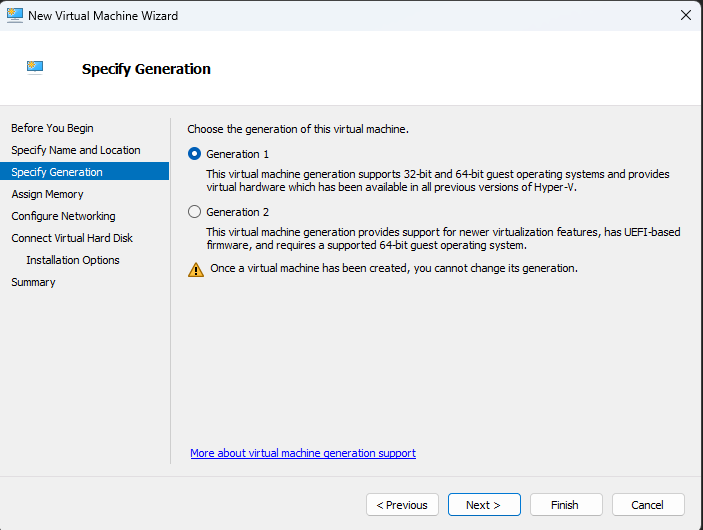 New Virtual Machine Wizard
Specify Generation
Before You Begin
Specify Name and Location
Specify Generation
Assign Memory
Configure Networking
Connect Virtual Hard Disk
Installation Options
Summary
Choose the generation of this virtual machine.
Generation 1
This virtual machine generation supports 32-bit and 64-bit guest operating systems and provides
virtual hardware which has been available in all previous versions of Hyper-V.
Generation 2
This virtual machine generation provides support for newer virtualization features, has UEFI-based
firmware, and requires a supported 64-bit guest operating system.
Once a virtual machine has been created, you cannot change its generation.
More about virtual machine generation support
< Previous
Next >
Finish
Cancel